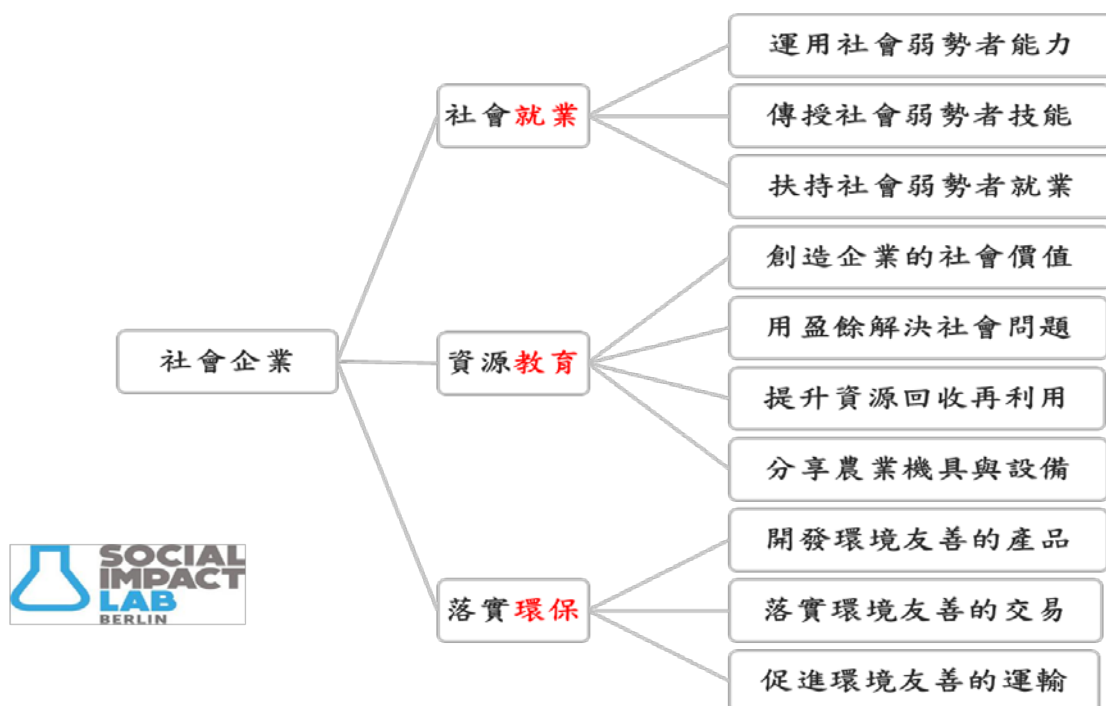 社會企業
社會就業
運用社會弱勢者能力
傳授社會弱勢者技能
扶持社會弱勢者就業
資源教育
創造企業的社會價值
用盈餘解決社會問題
提升資源回收再利用
分享農業機具與設備
落實環保
開發環境友善的產品
落實環境友善的交易
促進環境友善的運輸
SOCIAL
IMPACT
LAB
BERLIN